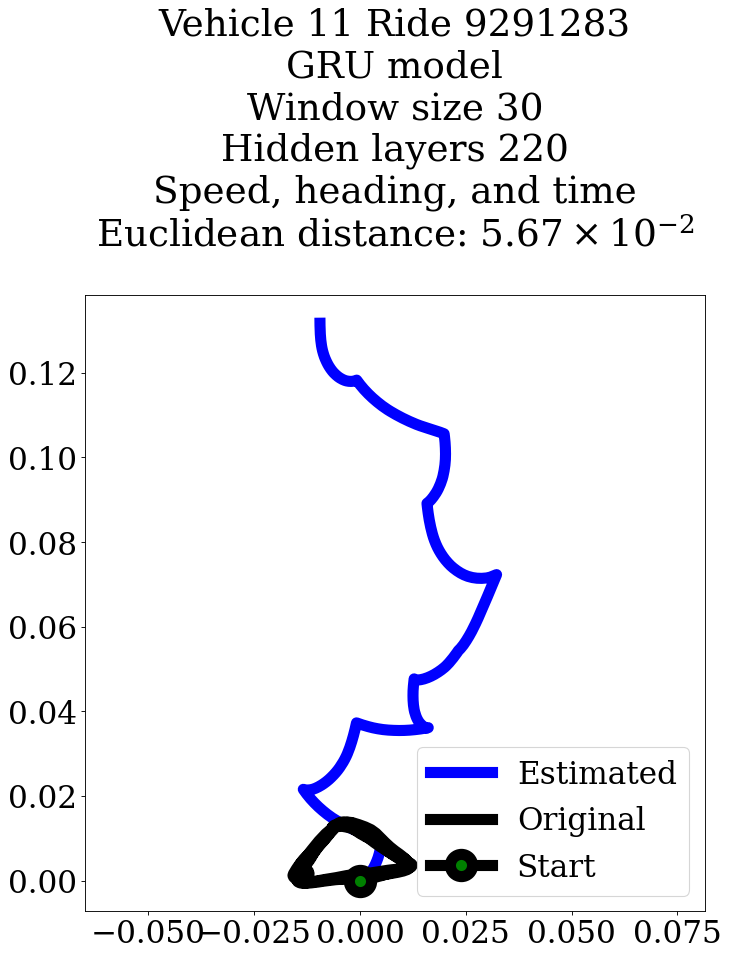 Vehicle 11 Ride 9291283
GRU model
Window size 30
Hidden layers 220
Speed, heading, and time
Euclidean distance: 5.67 × 10⁻²
0.12
0.10
0.08
0.06
0.04
0.02
0.00
Estimated
Original
Start
−0.050 −0.025 0.000 0.025 0.050 0.075